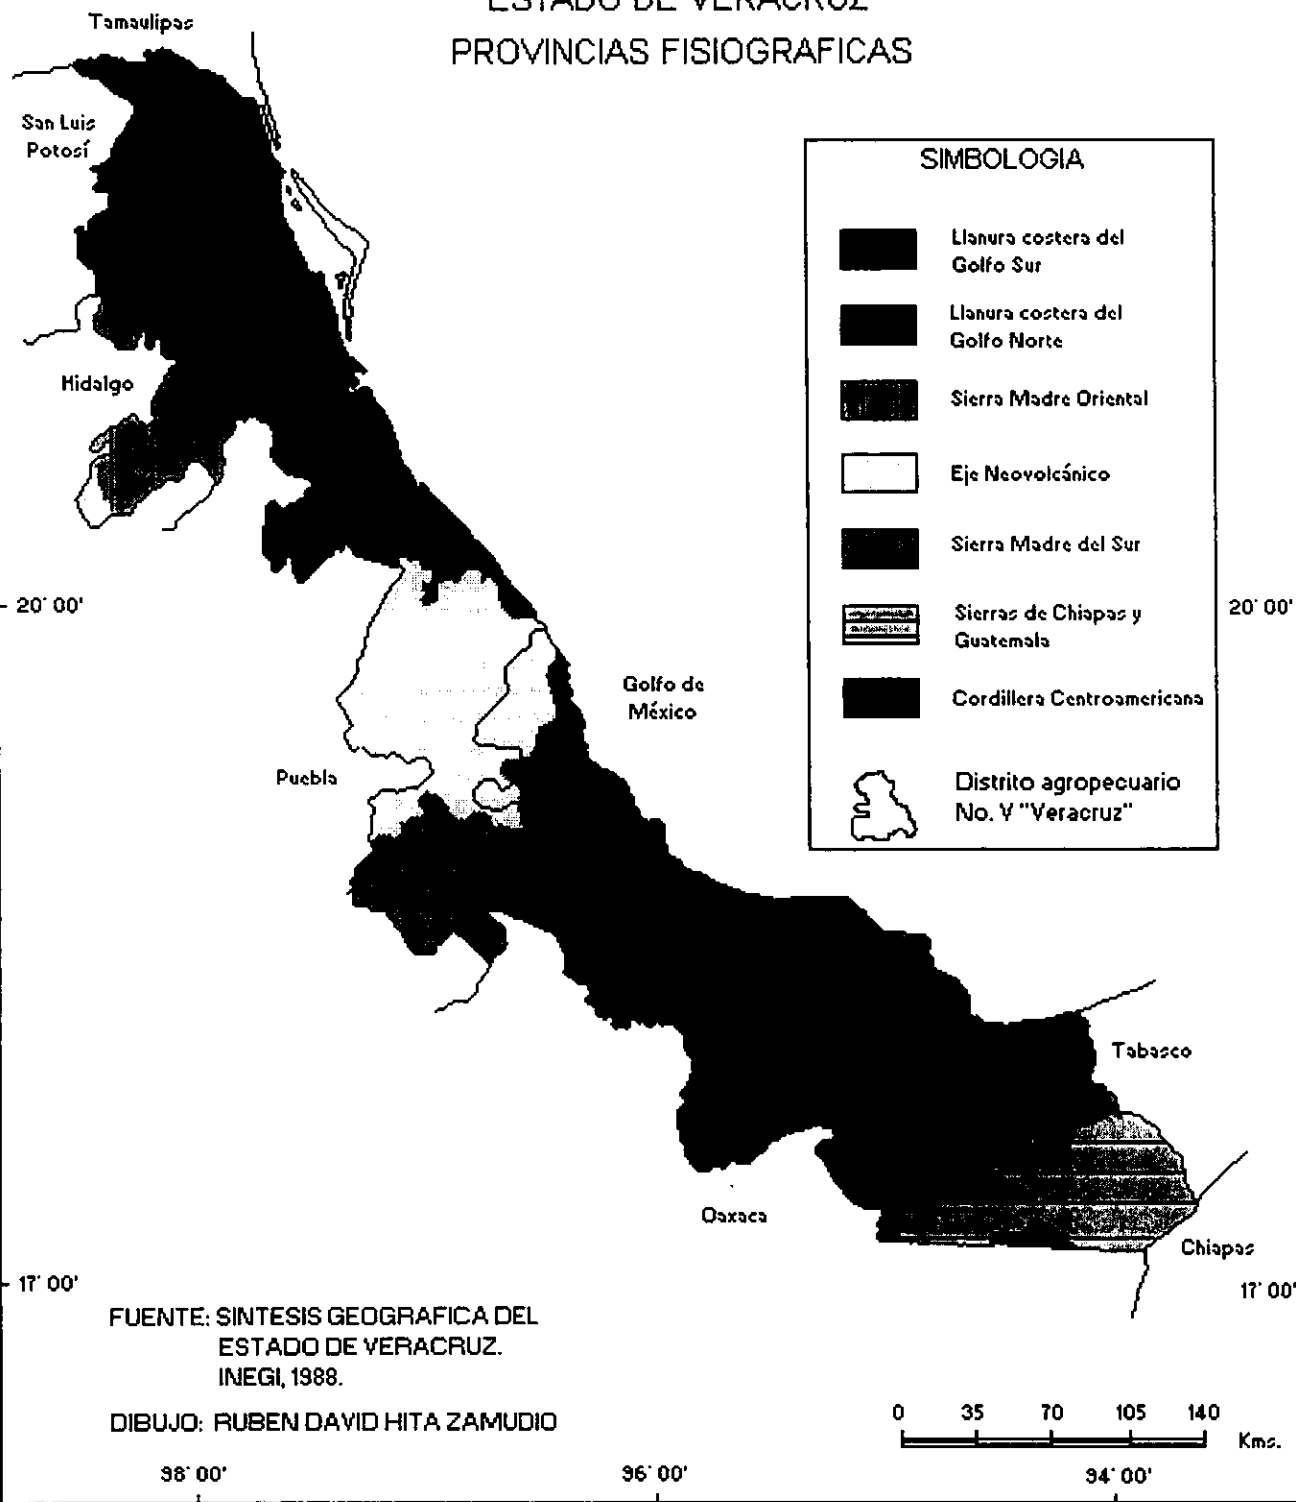 ESTADO DE VERACRUZ
PROVINCIAS FISIOGRAFICAS
Tamaulipas
San Luis
Potosí
Hidalgo
SIMBOLOGIA
Llanura costera del
Golfo Sur
Llanura costera del
Golfo Norte
Sierra Madre Oriental
Eje Neovolcánico
Sierra Madre del Sur
Sierras de Chiapas y
Guatemala
Cordillera Centroamericana
Distrito agropecuario
No. V "Veracruz"
20° 00'
20° 00'
Golfo de
México
Puebla
Tabasco
Oaxaca
Chiapas
17° 00'
17° 00'
FUENTE: SINTESIS GEOGRAFICA DEL
ESTADO DE VERACRUZ.
INEGI, 1988.
DIBUJO: RUBEN DAVID HITA ZAMUDIO
0 35 70 105 140
Kms.
98° 00' 96° 00' 94° 00'